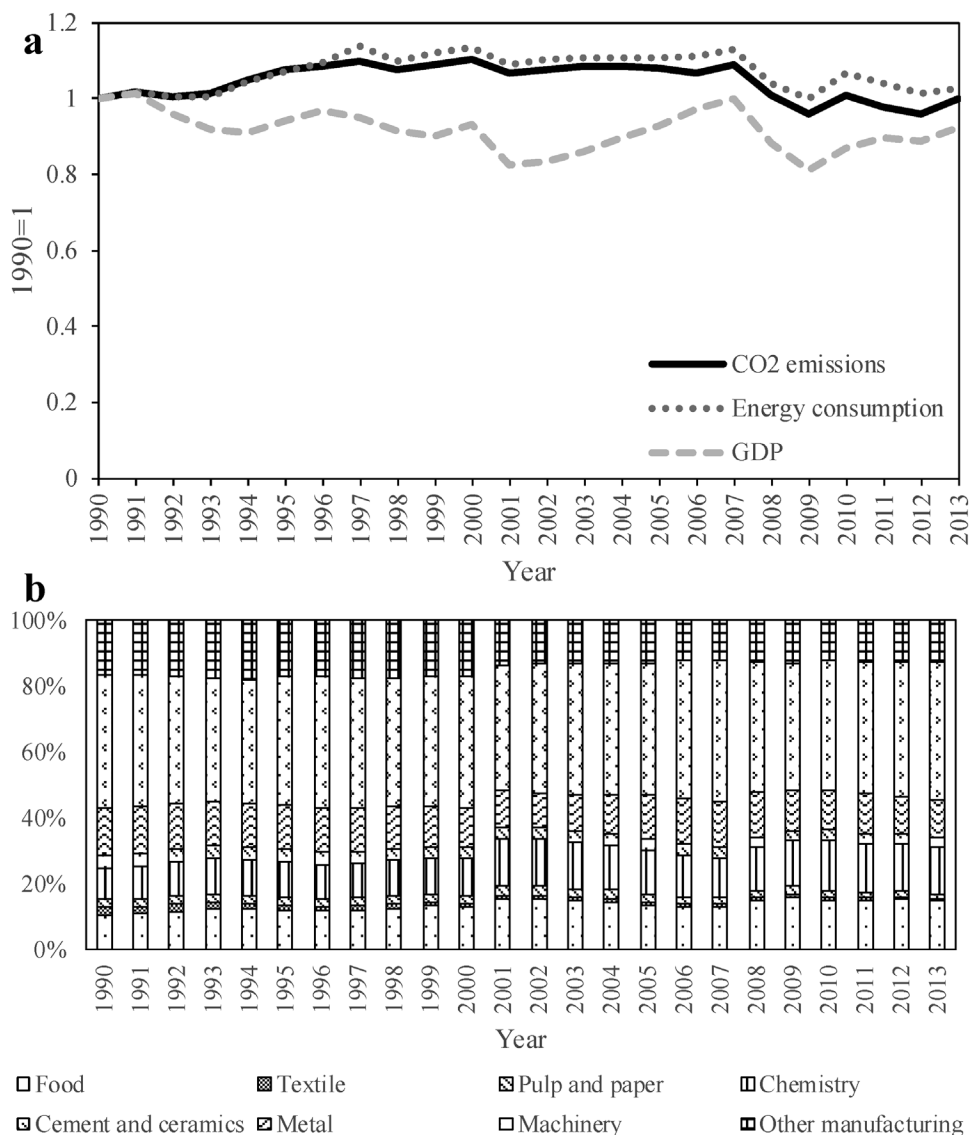 a
1.2
1
0.8
0.6
0.4
0.2
0
1990=1
CO2 emissions
Energy consumption
GDP
1990 1991 1992 1993 1994 1995 1996 1997 1998 1999 2000 2001 2002 2003 2004 2005 2006 2007 2008 2009 2010 2011 2012 2013
Year
b
100%
80%
60%
40%
20%
0%
1990 1991 1992 1993 1994 1995 1996 1997 1998 1999 2000 2001 2002 2003 2004 2005 2006 2007 2008 2009 2010 2011 2012 2013
Year
Food Textile Pulp and paper Chemistry
Cement and ceramics Metal Machinery Other manufacturing